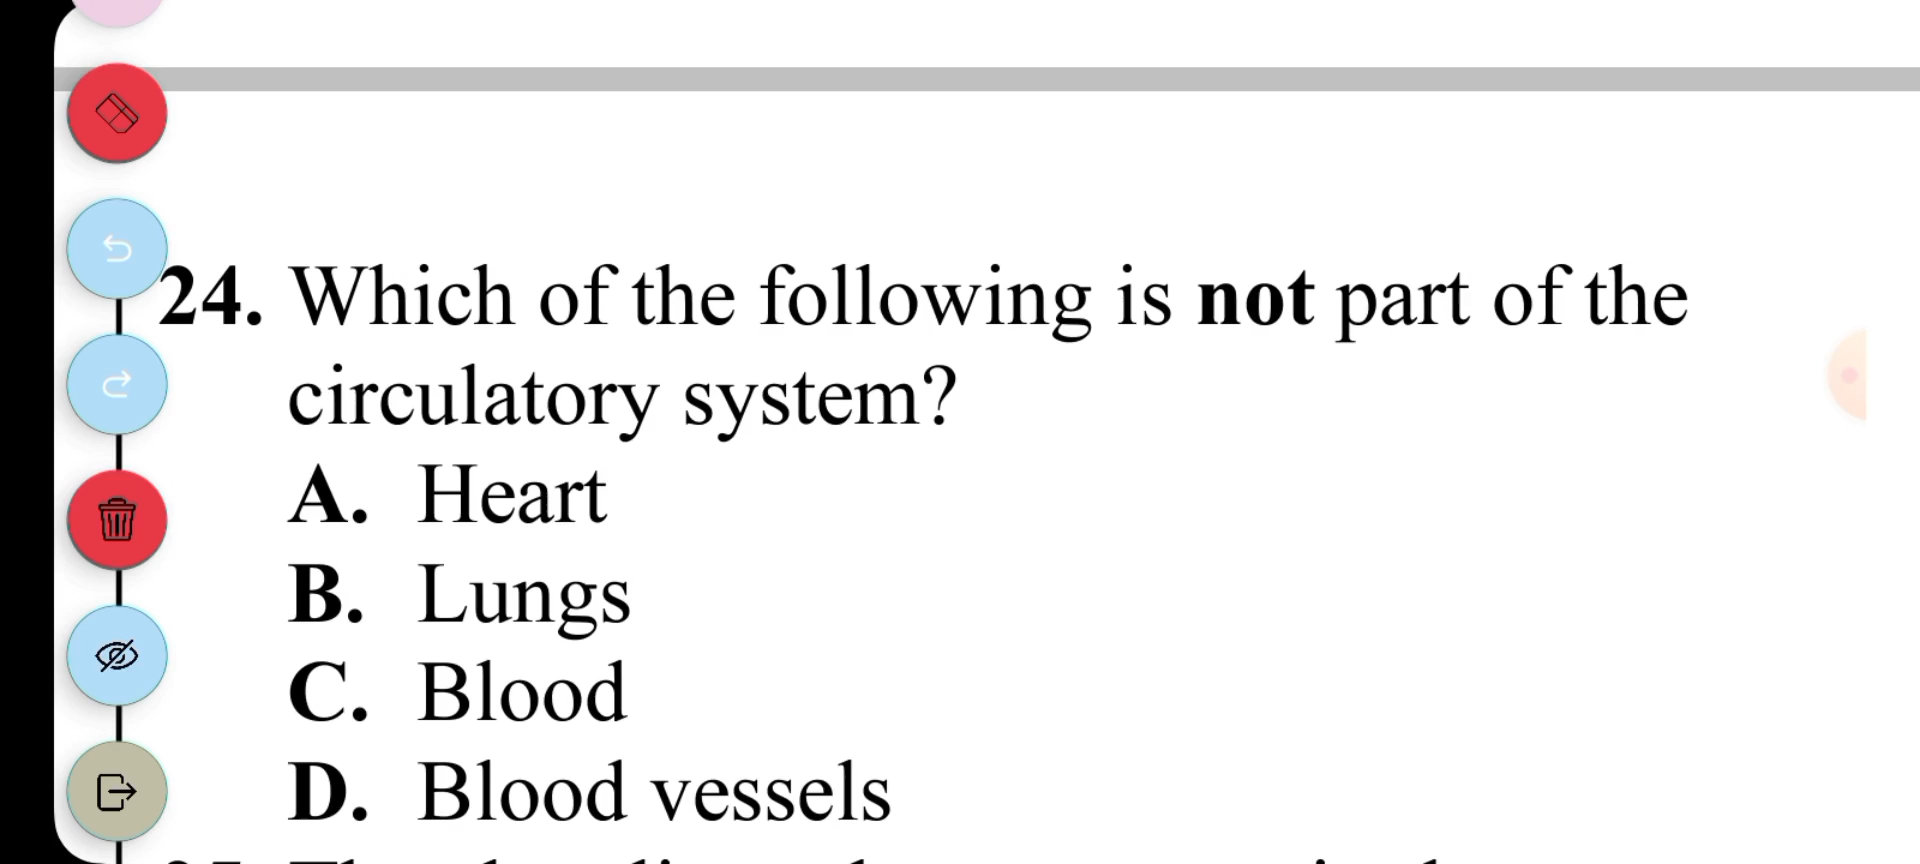 24. Which of the following is not part of the
circulatory system?
A. Heart
B. Lungs
C. Blood
D. Blood vessels